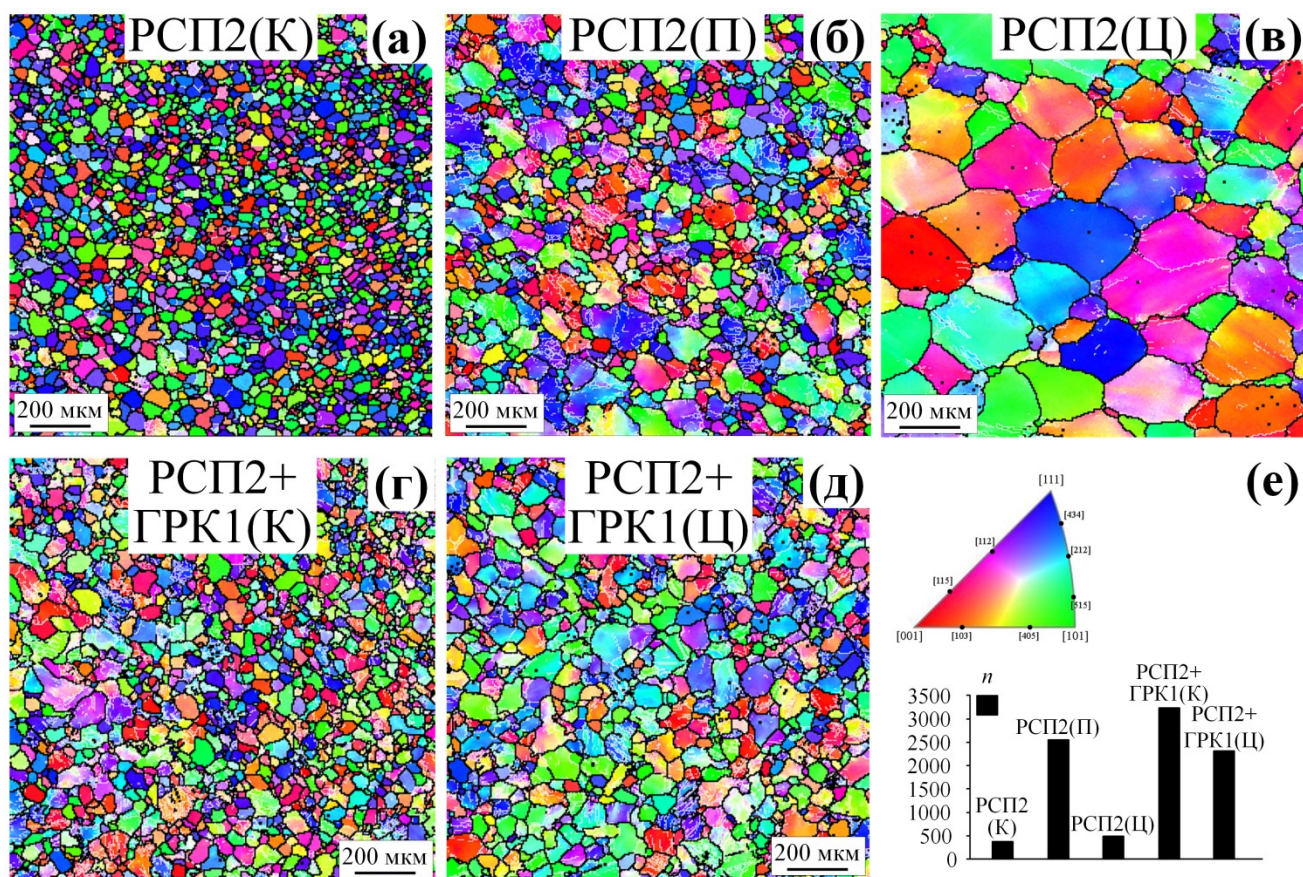 РСП2(К)
(а)
РСП2(П)
(б)
РСП2(Ц)
(в)
200 мкм
200 мкм
200 мкм
РСП2+
ГРК1(К)
(г)
РСП2+
ГРК1(Ц)
(д)
(е)
200 мкм
200 мкм
[111]
[434]
[112]
[212]
[115]
[515]
[001]
[103]
[405]
[101]
n
3500
3000
2500
2000
1500
1000
500
0
РСП2
(К)
РСП2(П)
РСП2(Ц)
РСП2+
ГРК1(К)
РСП2+
ГРК1(Ц)